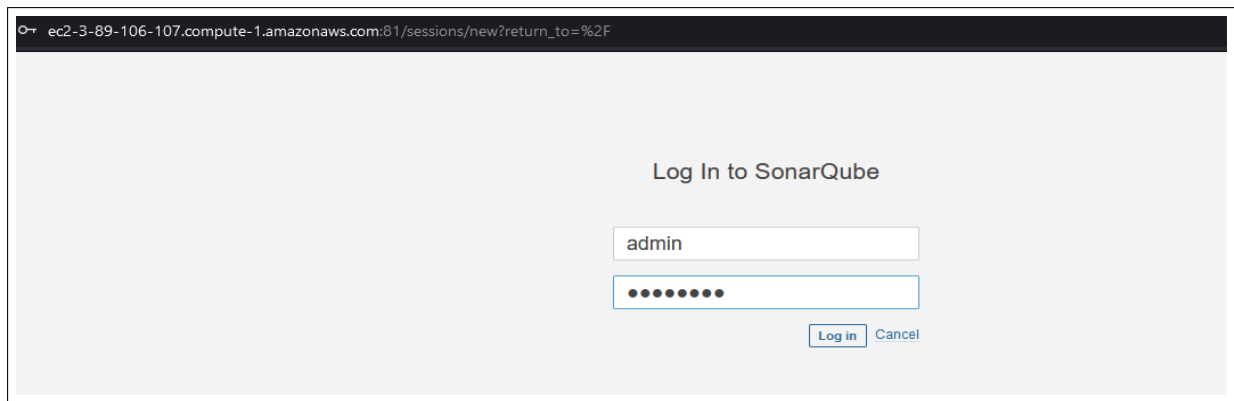 ec2-3-89-106-107.compute-1.amazonaws.com:81/sessions/new?return_to=%2F
Log In to SonarQube
admin
●●●●●●●●
Log in Cancel